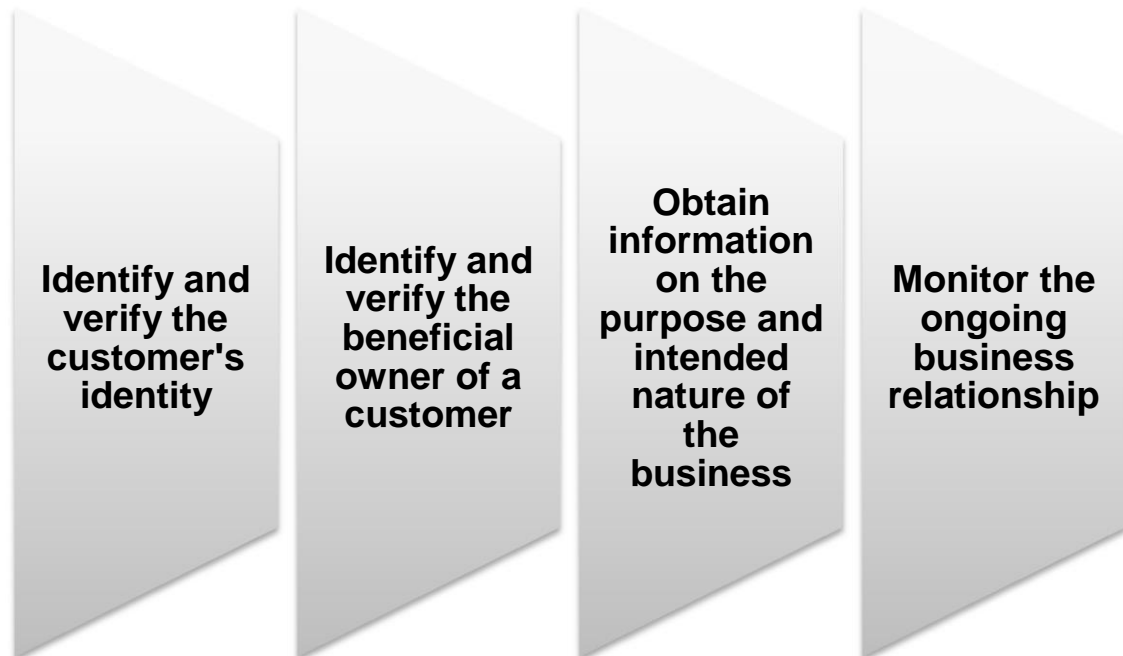 Identify and
verify the
customer's
identity
Identify and
verify the
beneficial
owner of a
customer
Obtain
information
on the
purpose and
intended
nature of
the
business
Monitor the
ongoing
business
relationship